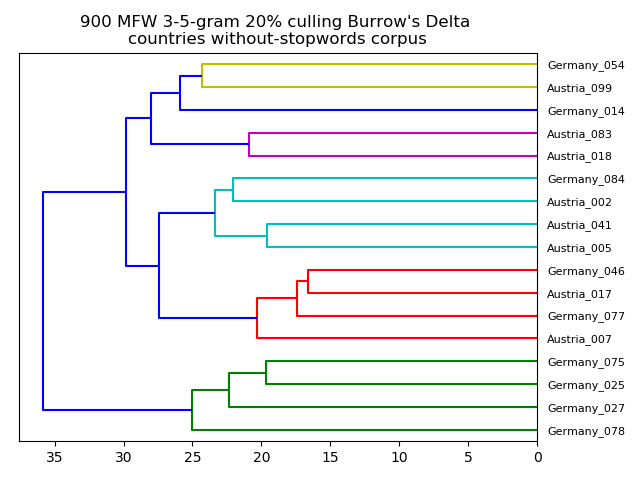 900 MFW 3-5-gram 20% culling Burrow's Delta
countries without-stopwords corpus
Germany_054
Austria_099
Germany_014
Austria_083
Austria_018
Germany_084
Austria_002
Austria_041
Austria_005
Germany_046
Austria_017
Germany_077
Austria_007
Germany_075
Germany_025
Germany_027
Germany_078
35 30 25 20 15 10 5 0